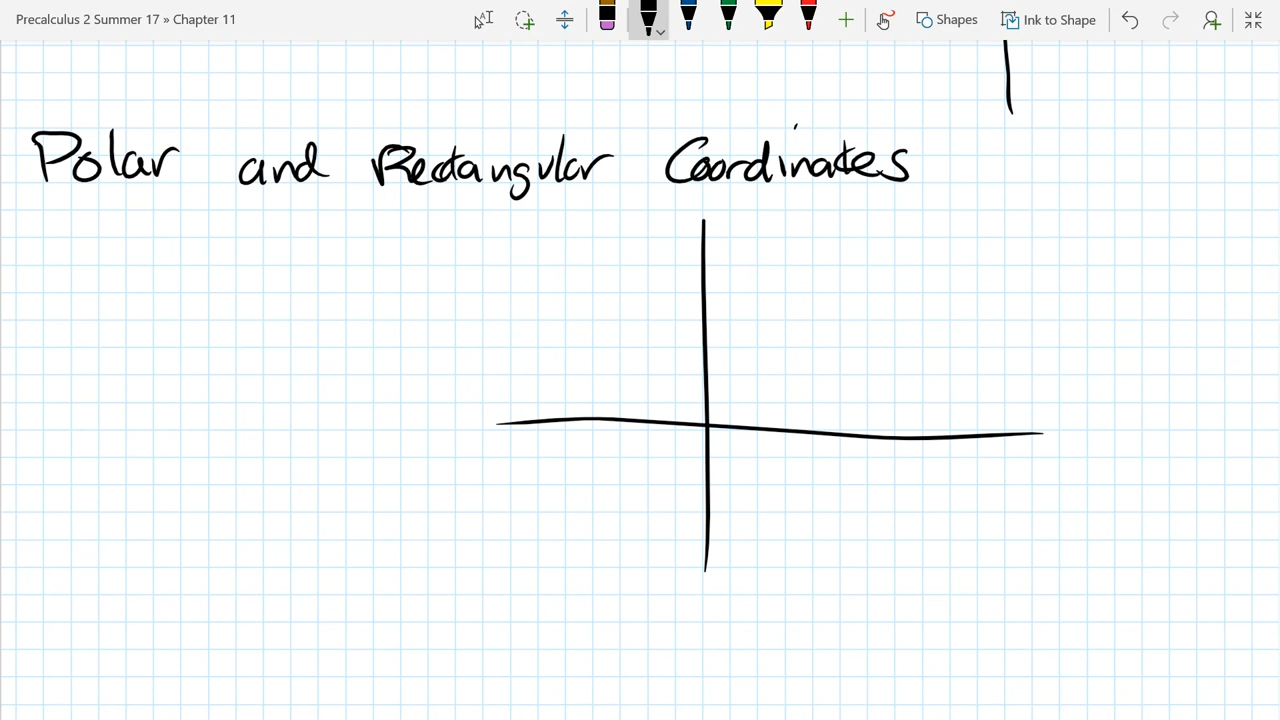 Precalculus 2 Summer 17 » Chapter 11
Shapes
Ink to Shape
Polar and Rectangular Coordinates